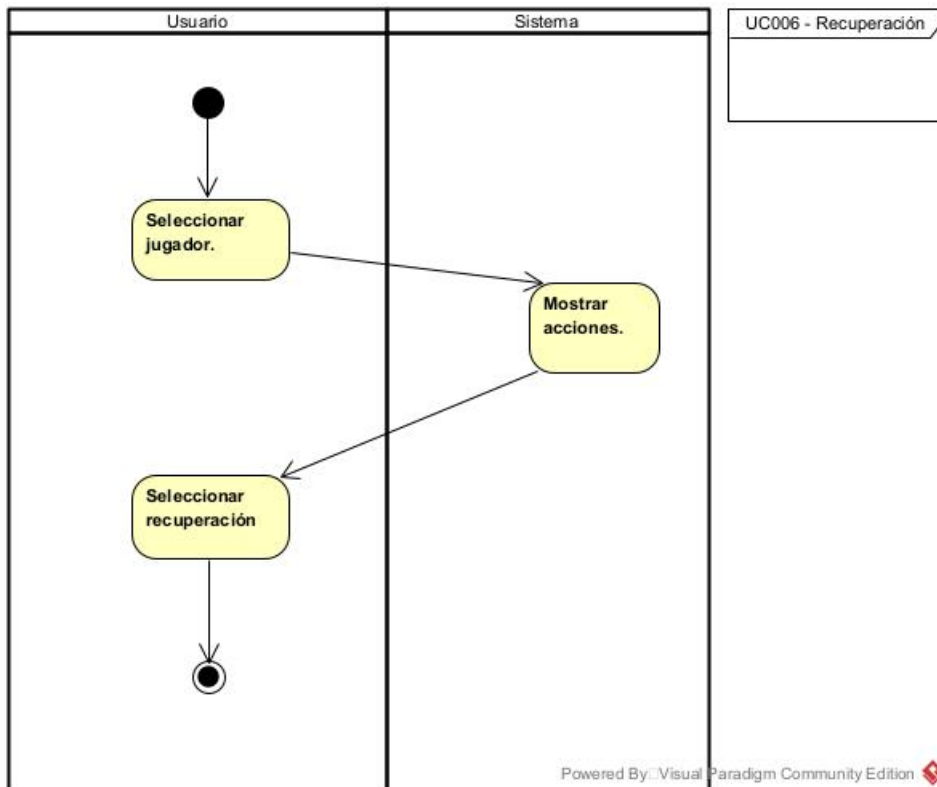 Usuario
Sistema
UC006 - Recuperación
Seleccionar
jugador.
Mostrar
acciones.
Seleccionar
recuperación
Powered By Visual Paradigm Community Edition